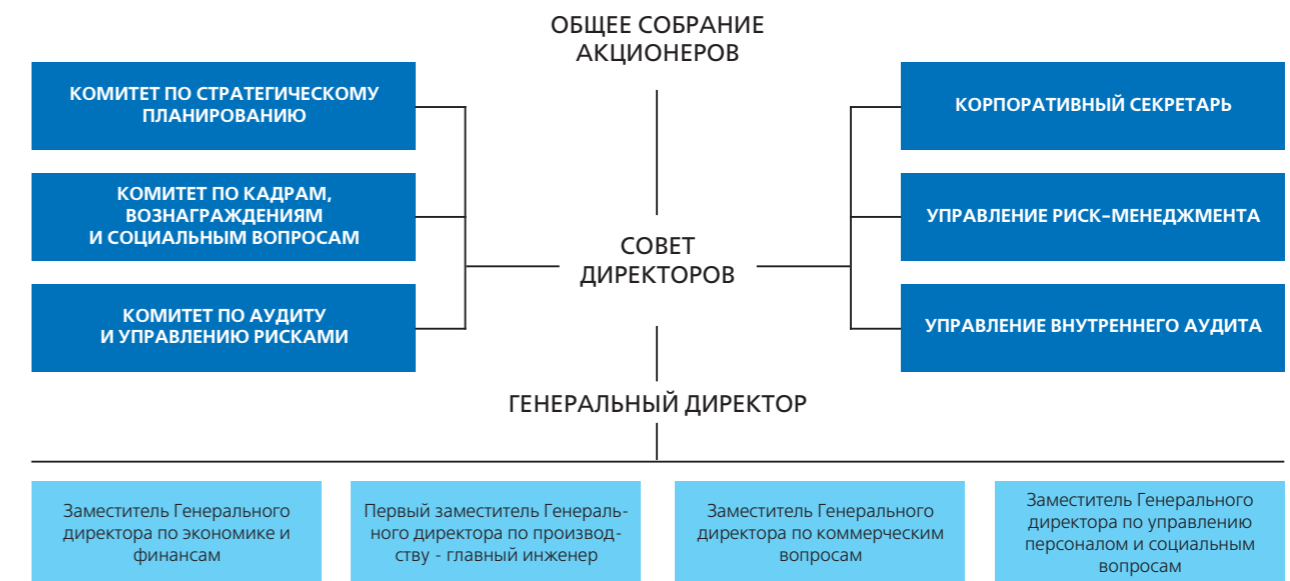 ОБЩЕЕ СОБРАНИЕ
АКЦИОНЕРОВ
КОМИТЕТ ПО СТРАТЕГИЧЕСКОМУ
ПЛАНИРОВАНИЮ
КОМИТЕТ ПО КАДРАМ,
ВОЗНАГРАЖДЕНИЯМ
И СОЦИАЛЬНЫМ ВОПРОСАМ
КОМИТЕТ ПО АУДИТУ
И УПРАВЛЕНИЮ РИСКАМИ
СОВЕТ
ДИРЕКТОРОВ
КОРПОРАТИВНЫЙ СЕКРЕТАРЬ
УПРАВЛЕНИЕ РИСК-МЕНЕДЖМЕНТА
УПРАВЛЕНИЕ ВНУТРЕННЕГО АУДИТА
ГЕНЕРАЛЬНЫЙ ДИРЕКТОР
Заместитель Генерального
директора по экономике и
финансам
Первый заместитель Генераль-
ного директора по производ-
ству - главный инженер
Заместитель Генерального
директора по коммерческим
вопросам
Заместитель Генерального
директора по управлению
персоналом и социальным
вопросам